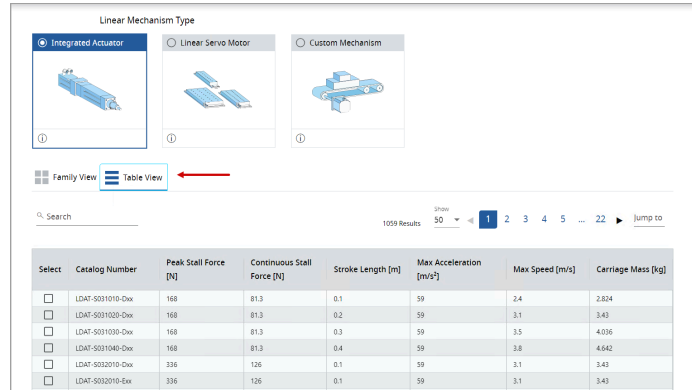 Linear Mechanism Type
Integrated Actuator
Linear Servo Motor
Custom Mechanism
Family View
Table View
Search
1059 Results
Show
50
1 2 3 4 5 ... 22
Jump to
Select Catalog Number Peak Stall Force [N] Continuous Stall Force [N] Stroke Length [m] Max Acceleration [m/s²] Max Speed [m/s] Carriage Mass [kg]
LDAT-S031010-Dxx 168 81.3 0.1 59 2.4 2.824
LDAT-S031020-Dxx 168 81.3 0.2 59 3.1 3.43
LDAT-S031030-Dxx 168 81.3 0.3 59 3.5 4.036
LDAT-S031040-Dxx 168 81.3 0.4 59 3.8 4.642
LDAT-S032010-Dxx 336 126 0.1 59 3.1 3.43
LDAT-S032010-Exx 336 126 0.1 59 3.1 3.43